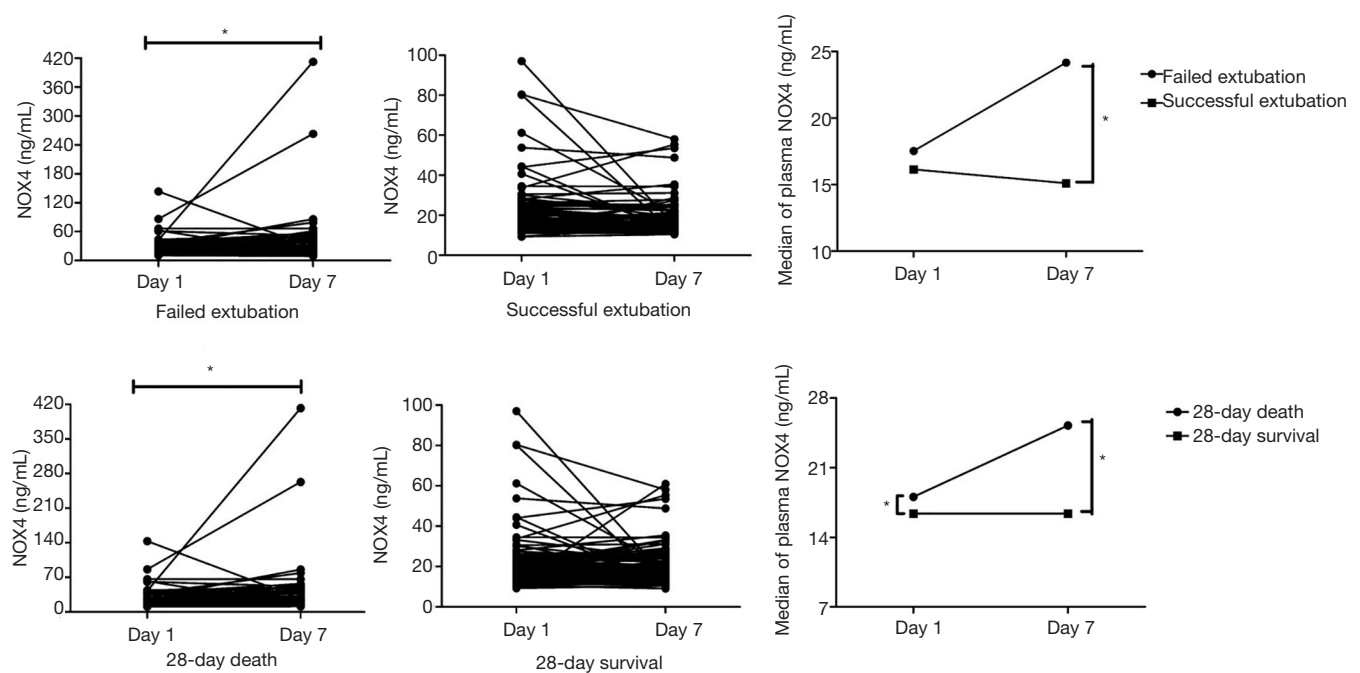 *
NOX4 (ng/mL)
420
360
300
240
180
120
60
0
Day 1
Day 7
Failed extubation
NOX4 (ng/mL)
100
80
60
40
20
0
Day 1
Day 7
Successful extubation
Median of plasma NOX4 (ng/mL)
25
20
15
10
Day 1
Day 7
*
Failed extubation
Successful extubation
*
NOX4 (ng/mL)
420
350
280
210
140
70
0
Day 1
Day 7
28-day death
NOX4 (ng/mL)
100
80
60
40
20
0
Day 1
Day 7
28-day survival
Median of plasma NOX4 (ng/mL)
28
21
14
7
Day 1
Day 7
*
*
28-day death
28-day survival